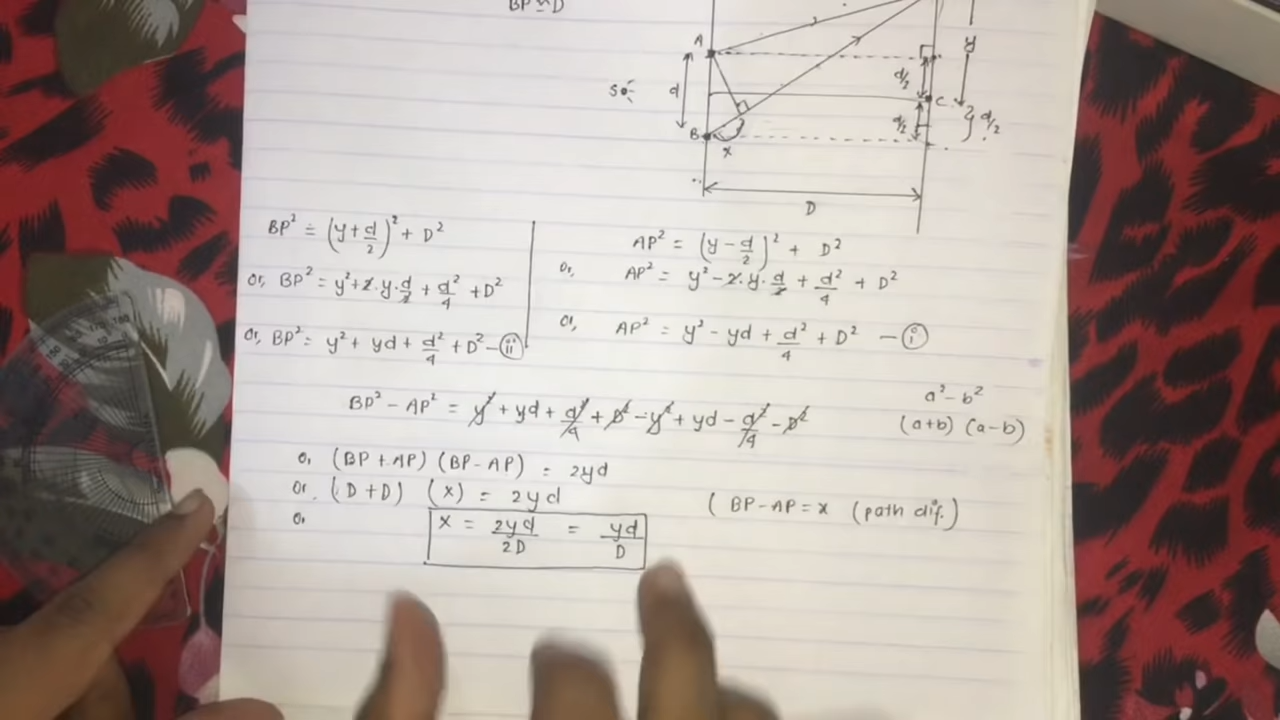 BP ≈ D
A
y
d/2
S
d
C
d/2
d/2
B
x
D
BP² = (y + d/2)² + D²
or, BP² = y² + 2.y.d/2 + d²/4 + D²
or, BP² = y² + yd + d²/4 + D² — (ii)
AP² = (y - d/2)² + D²
or, AP² = y² - 2.y.d/2 + d²/4 + D²
or, AP² = y² - yd + d²/4 + D² — (i)
BP² - AP² = y² + yd + d²/4 + D² - y² + yd - d²/4 - D²
a² - b²
(a+b) (a-b)
or (BP + AP) (BP - AP) = 2yd
or, (D + D) (x) = 2yd
( BP - AP = x (path dif.)
or x = 2yd/2D = yd/D